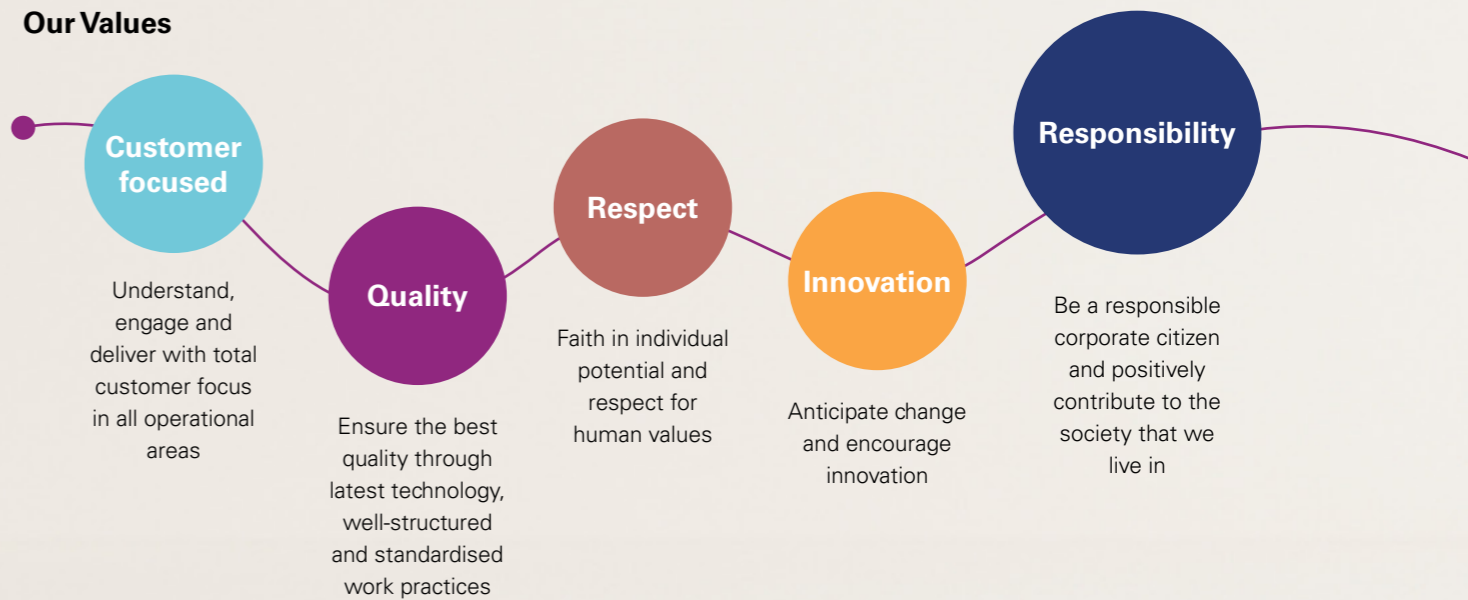 Our Values
Customer
focused
Understand,
engage and
deliver with total
customer focus
in all operational
areas
Quality
Ensure the best
quality through
latest technology,
well-structured
and standardised
work practices
Respect
Faith in individual
potential and
respect for
human values
Innovation
Anticipate change
and encourage
innovation
Responsibility
Be a responsible
corporate citizen
and positively
contribute to the
society that we
live in